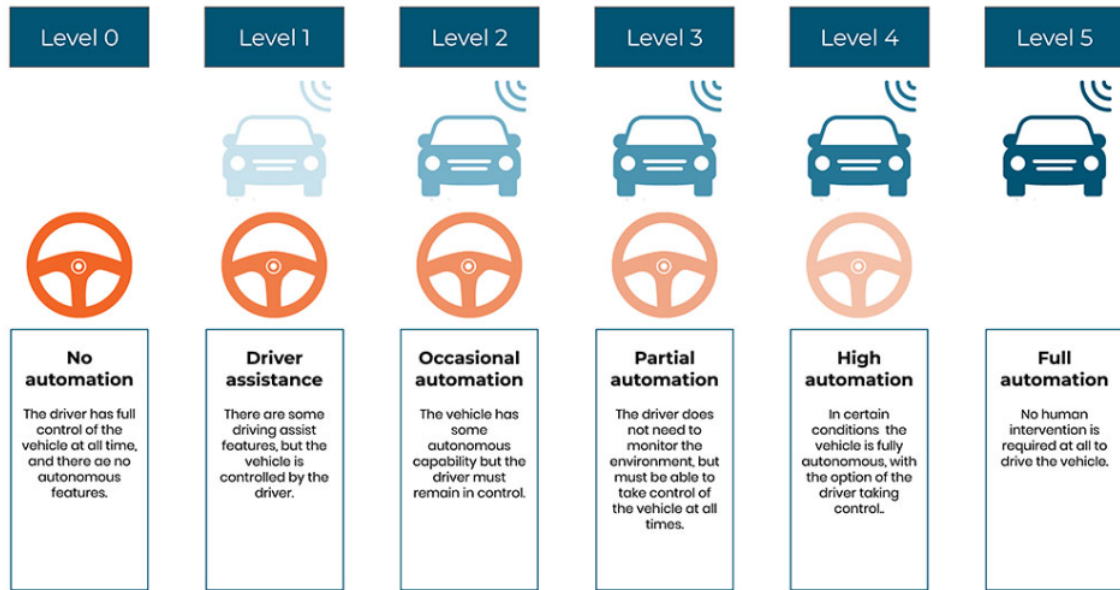 Level 0
Level 1
Level 2
Level 3
Level 4
Level 5
No
automation
The driver has full
control of the
vehicle at all time,
and there ae no
autonomous
features.
Driver
assistance
There are some
driving assist
features, but the
vehicle is
controlled by the
driver.
Occasional
automation
The vehicle has
some
autonomous
capability but the
driver must
remain in control.
Partial
automation
The driver does
not need to
monitor the
environment, but
must be able to
take control of
the vehicle at all
times.
High
automation
In certain
conditions the
vehicle is fully
autonomous, with
the option of the
driver taking
control..
Full
automation
No human
intervention is
required at all to
drive the vehicle.